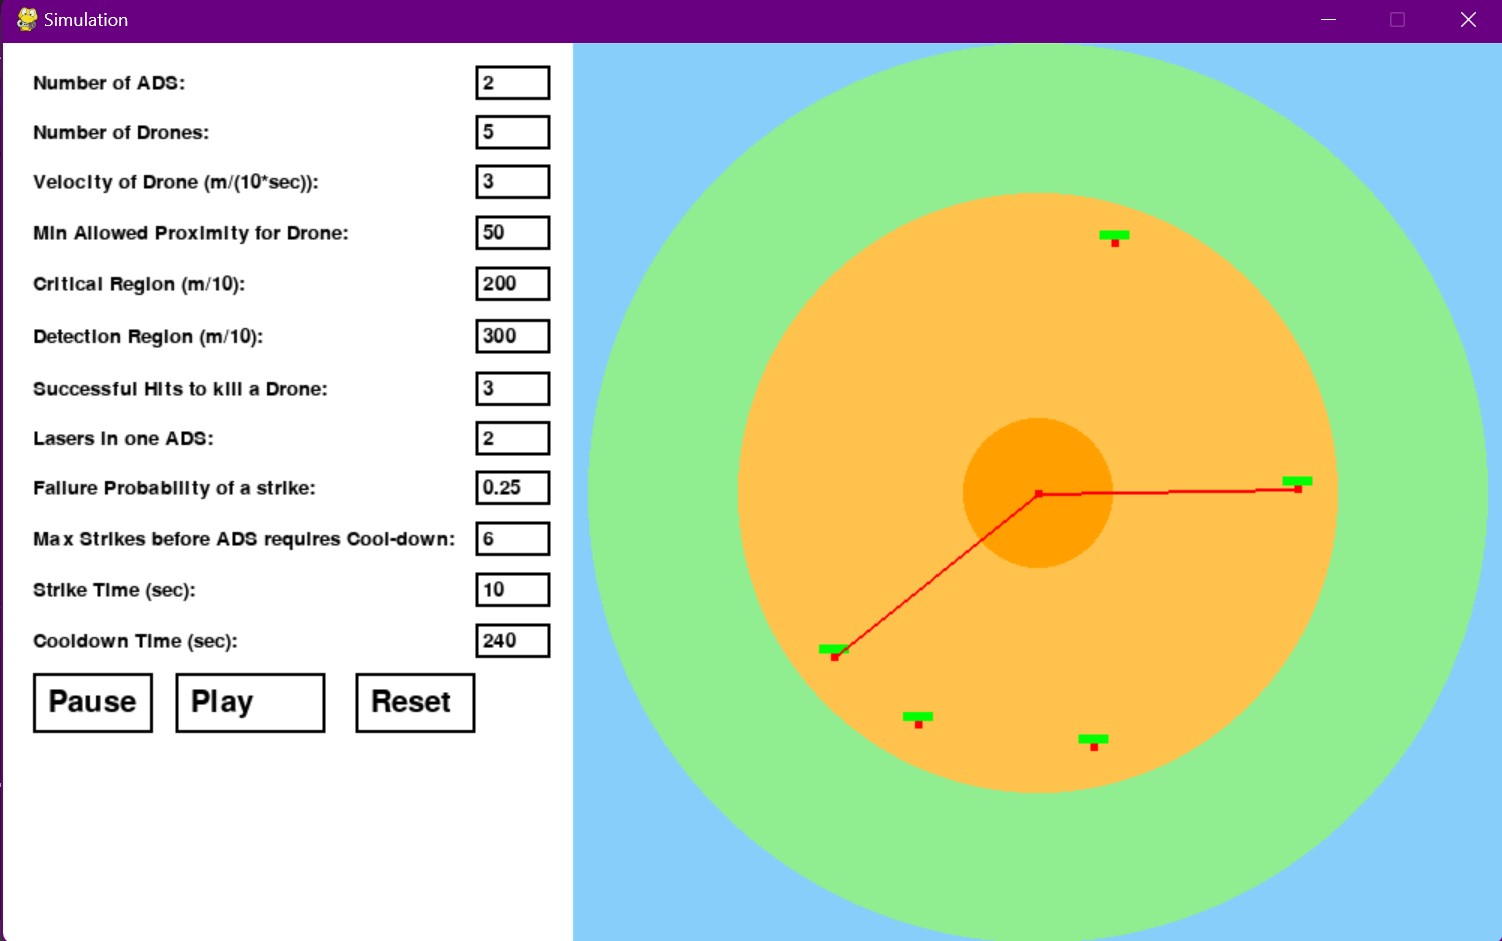 Simulation
Number of ADS: 2
Number of Drones: 5
Velocity of Drone (m/(10*sec)): 3
Min Allowed Proximity for Drone: 50
Critical Region (m/10): 200
Detection Region (m/10): 300
Successful Hits to kill a Drone: 3
Lasers in one ADS: 2
Failure Probability of a strike: 0.25
Max Strikes before ADS requires Cool-down: 6
Strike Time (sec): 10
Cooldown Time (sec): 240
Pause Play Reset